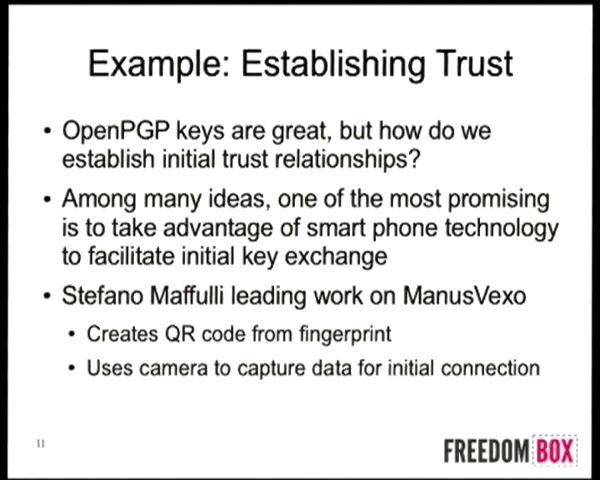 Example: Establishing Trust
• OpenPGP keys are great, but how do we
establish initial trust relationships?
• Among many ideas, one of the most promising
is to take advantage of smart phone technology
to facilitate initial key exchange
• Stefano Maffulli leading work on ManusVexo
• Creates QR code from fingerprint
• Uses camera to capture data for initial connection
11
FREEDOMBOX